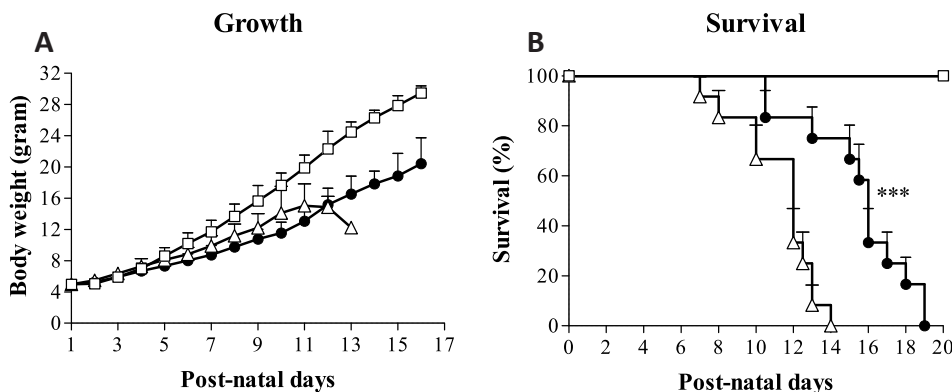 Growth
Survival
A
B
32
28
24
20
16
12
8
4
0
Body weight (gram)
1 3 5 7 9 11 13 15 17
Post-natal days
100
80
60
40
20
0
Survival (%)
***
0 2 4 6 8 10 12 14 16 18 20
Post-natal days